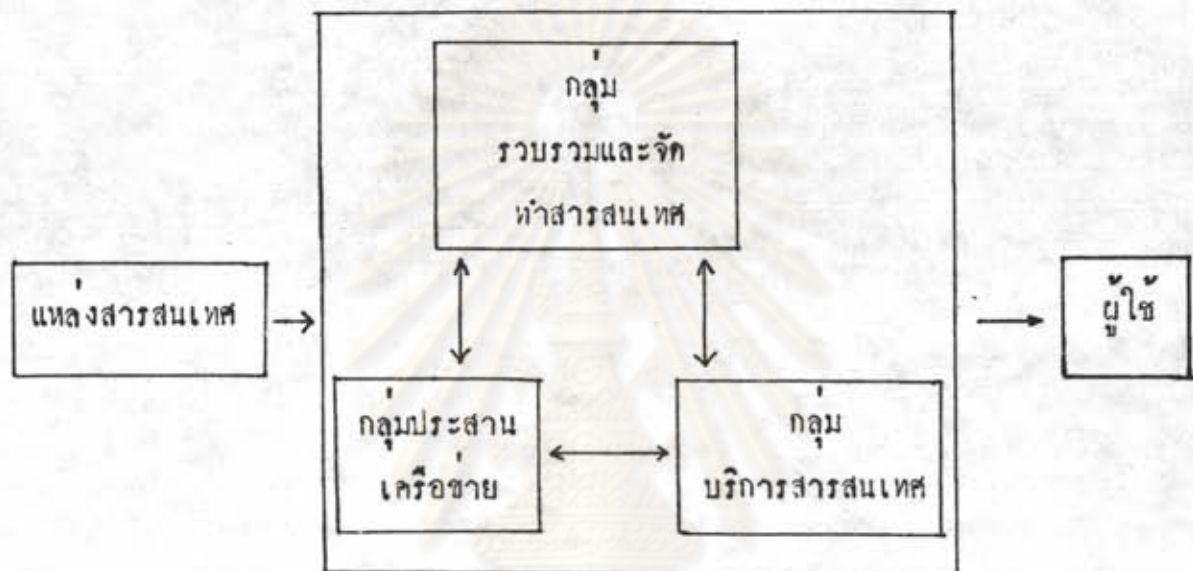 กลุ่ม
รวบรวมและจัด
ทำสารสนเทศ
แหล่งสารสนเทศ
ผู้ใช้
กลุ่มประสาน
เครือข่าย
กลุ่ม
บริการสารสนเทศ